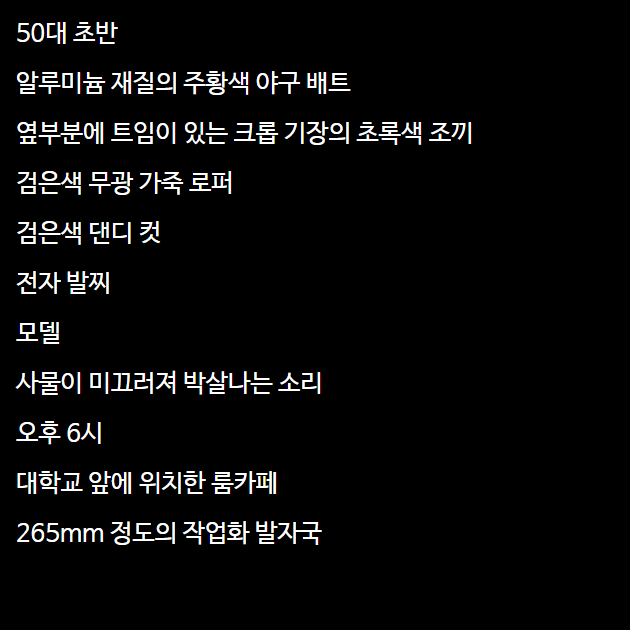 50대 초반
알루미늄 재질의 주황색 야구 배트
옆부분에 트임이 있는 크롭 기장의 초록색 조끼
검은색 무광 가죽 로퍼
검은색 댄디 컷
전자 발찌
모델
사물이 미끄러져 박살나는 소리
오후 6시
대학교 앞에 위치한 룸카페
265mm 정도의 작업화 발자국